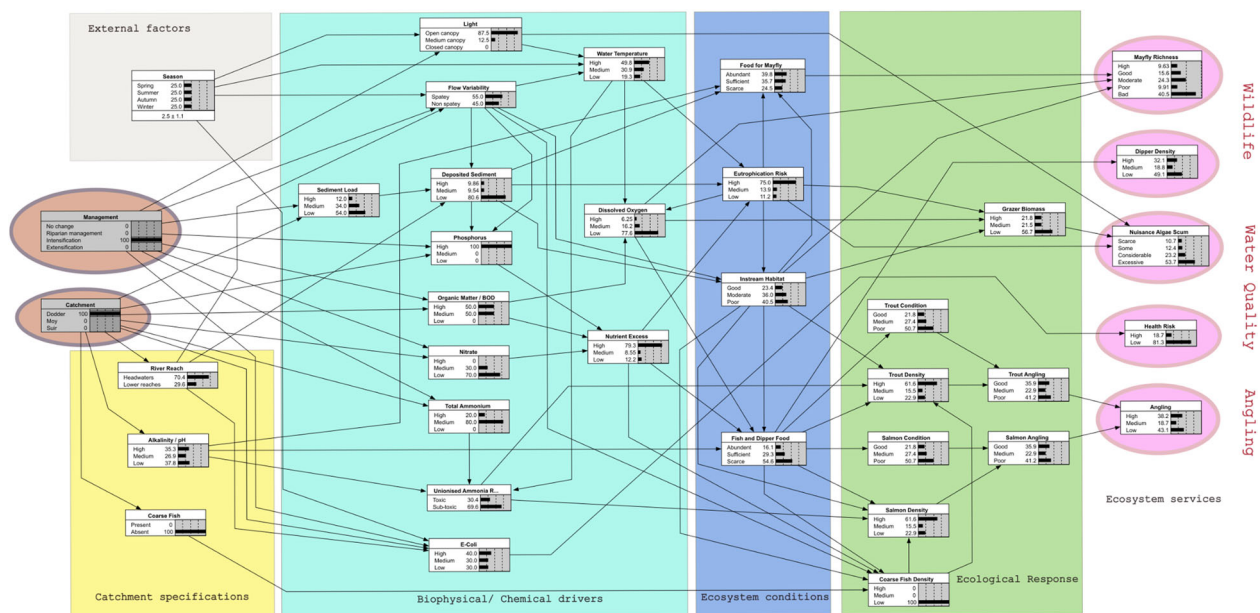 External factors
Season
Spring 25.0
Summer 25.0
Autumn 25.0
Winter 25.0
2.5 ± 1.1
Management
No change 0
Riparian management 0
Intensification 100
Extensification 0
Catchment
Dodder 100
Moy 0
Suir 0
River Reach
Headwaters 70.4
Lower reaches 29.6
Alkalinity / pH
High 35.3
Medium 26.9
Low 37.8
Coarse Fish
Present 0
Absent 100
Catchment specifications
Light
Open canopy 87.5
Medium canopy 12.5
Closed canopy 0
Water Temperature
High 49.8
Medium 30.9
Low 19.3
Flow Variability
Spatey 55.0
Non spatey 45.0
Sediment Load
High 12.0
Medium 34.0
Low 54.0
Deposited Sediment
High 9.86
Medium 9.54
Low 80.6
Phosphorus
High 100
Medium 0
Low 0
Dissolved Oxygen
High 6.25
Medium 16.2
Low 77.6
Organic Matter / BOD
High 50.0
Medium 50.0
Low 0
Nitrate
High 0
Medium 30.0
Low 70.0
Nutrient Excess
High 79.3
Medium 8.55
Low 12.2
Total Ammonium
High 20.0
Medium 80.0
Low 0
Unionised Ammonia R...
Toxic 30.4
Sub-toxic 69.6
E-Coli
High 40.0
Medium 30.0
Low 30.0
Biophysical/ Chemical drivers
Food for Mayfly
Abundant 39.8
Sufficient 35.7
Scarce 24.5
Eutrophication Risk
High 75.0
Medium 13.9
Low 11.2
Instream Habitat
Good 23.4
Moderate 36.0
Poor 40.5
Fish and Dipper Food
Abundent 16.1
Sufficient 29.3
Scarce 54.6
Ecosystem conditions
Grazer Biomass
High 21.8
Medium 21.5
Low 56.7
Trout Condition
Good 21.8
Medium 27.4
Poor 50.7
Trout Density
High 61.6
Medium 15.5
Low 22.9
Trout Angling
Good 35.9
Medium 22.9
Poor 41.2
Salmon Condition
Good 21.8
Medium 27.4
Poor 50.7
Salmon Angling
Good 35.9
Medium 22.9
Poor 41.2
Salmon Density
High 61.6
Medium 15.5
Low 22.9
Coarse Fish Density
High 0
Medium 0
Low 100
Ecological Response
Mayfly Richness
High 9.63
Good 15.6
Moderate 24.3
Poor 9.91
Bad 40.5
Dipper Density
High 32.1
Medium 18.8
Low 49.1
Nuisance Algae Scum
Scarce 10.7
Some 12.4
Considerable 23.2
Excessive 53.7
Health Risk
High 18.7
Low 81.3
Angling
High 38.2
Medium 18.7
Low 43.1
Ecosystem services
Wildlife
Water Quality
Angling